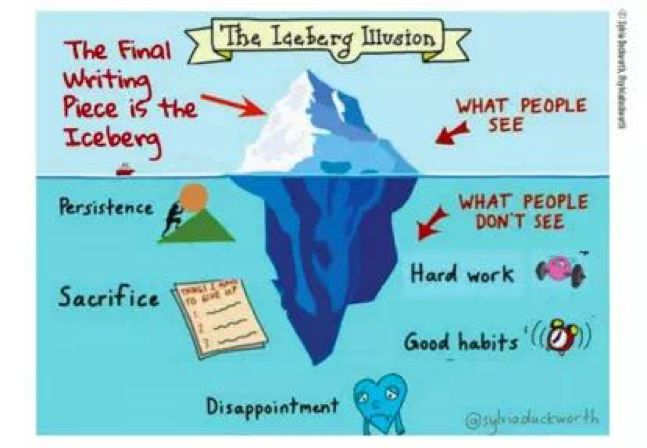 The Iceberg Illusion
The Final
Writing
Piece is the
Iceberg
WHAT PEOPLE
SEE
Persistence
WHAT PEOPLE
DON'T SEE
Hard work
Sacrifice
THINGS I HAVE
TO GIVE UP
1.
2.
3.
Good habits
Disappointment
@sylviaduckworth
© Sylvia Duckworth,